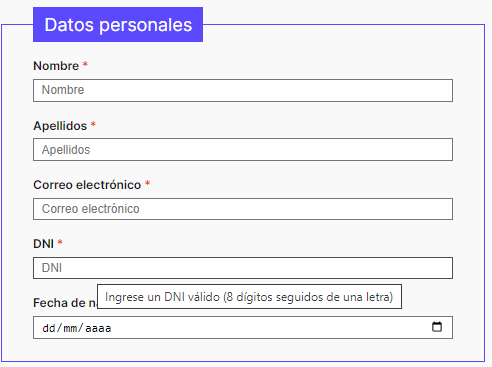 Datos personales
Nombre *
Nombre
Apellidos *
Apellidos
Correo electrónico *
Correo electrónico
DNI *
DNI
Ingrese un DNI válido (8 dígitos seguidos de una letra)
Fecha de na
dd/mm/aaaa